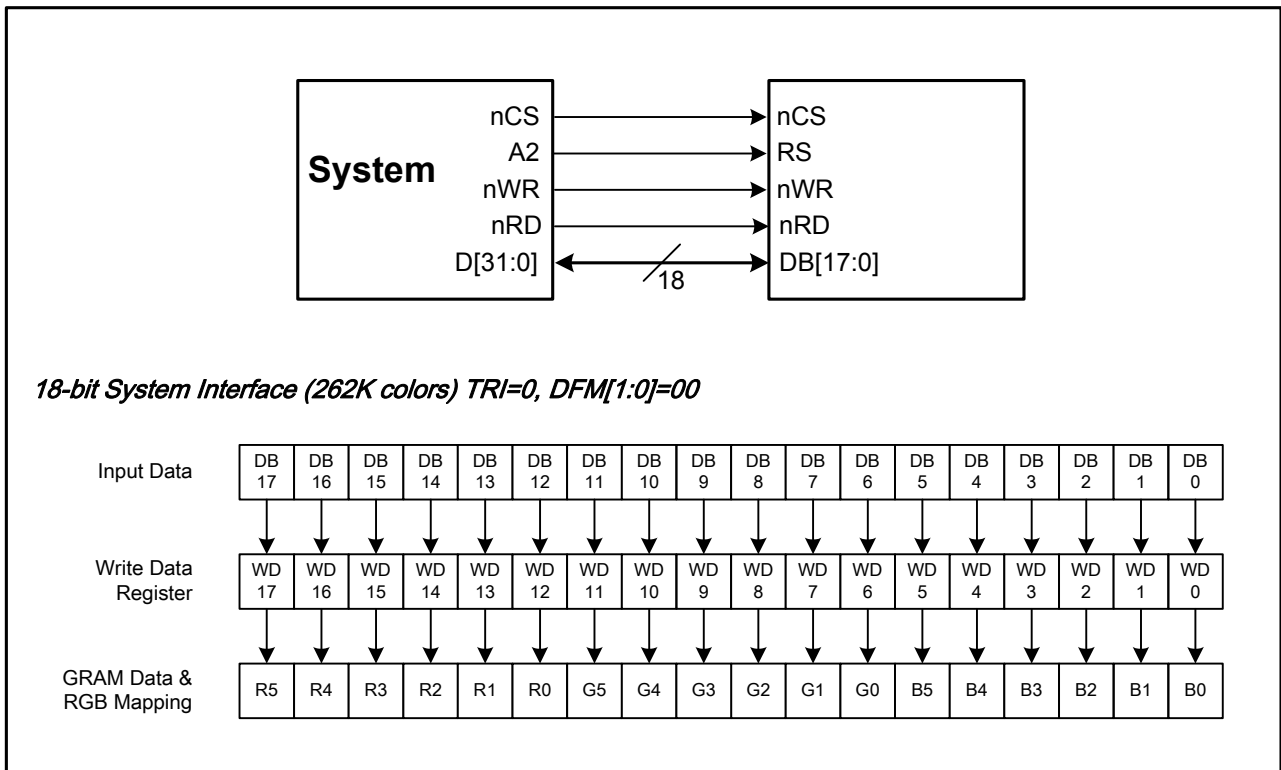 nCS nCS
System A2 RS
nWR nWR
nRD nRD
D[31:0] 18 DB[17:0]
18-bit System Interface (262K colors) TRI=0, DFM[1:0]=00
Input Data DB 17 DB 16 DB 15 DB 14 DB 13 DB 12 DB 11 DB 10 DB 9 DB 8 DB 7 DB 6 DB 5 DB 4 DB 3 DB 2 DB 1 DB 0
Write Data Register WD 17 WD 16 WD 15 WD 14 WD 13 WD 12 WD 11 WD 10 WD 9 WD 8 WD 7 WD 6 WD 5 WD 4 WD 3 WD 2 WD 1 WD 0
GRAM Data & RGB Mapping R5 R4 R3 R2 R1 R0 G5 G4 G3 G2 G1 G0 B5 B4 B3 B2 B1 B0